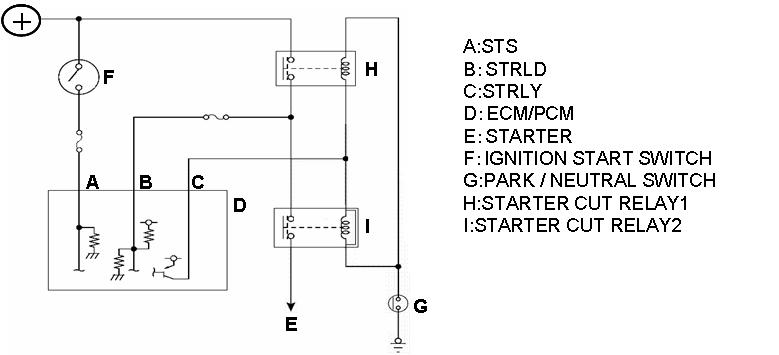 +
F
H
A
B
C
D
I
E
G
A:STS
B: STRLD
C:STRLY
D: ECM/PCM
E: STARTER
F: IGNITION START SWITCH
G:PARK / NEUTRAL SWITCH
H:STARTER CUT RELAY1
I:STARTER CUT RELAY2